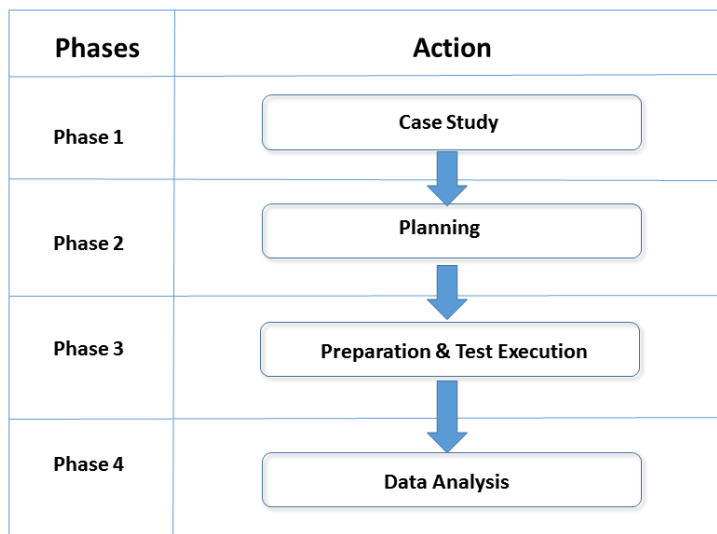 Phases
Action
Phase 1
Case Study
Phase 2
Planning
Phase 3
Preparation & Test Execution
Phase 4
Data Analysis